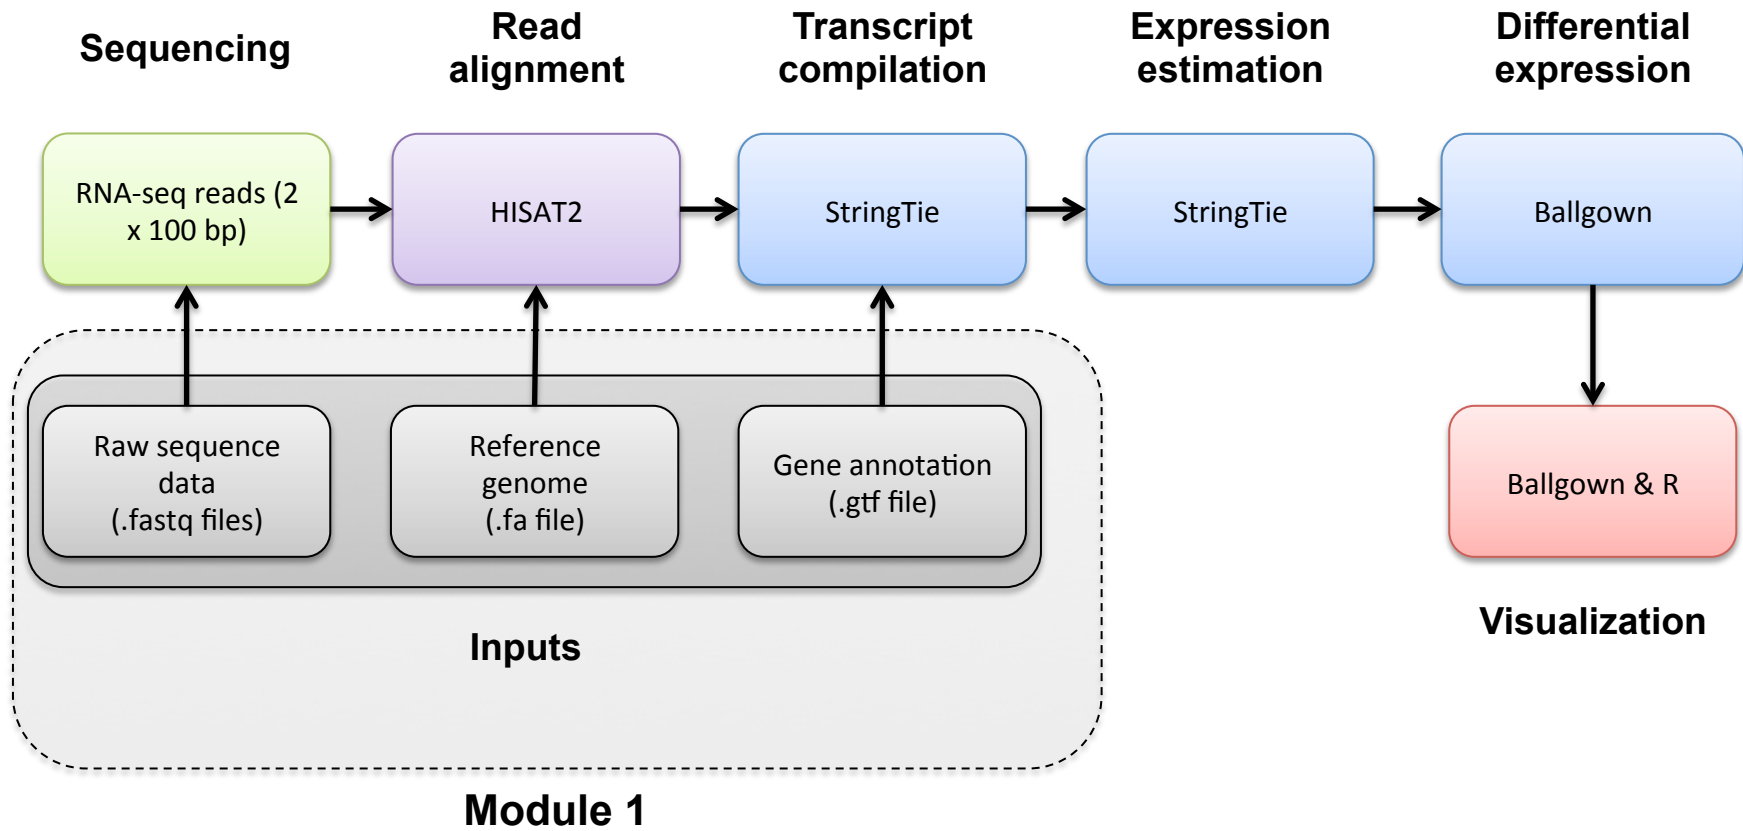 Sequencing
Read
alignment
Transcript
compilation
Expression
estimation
Differential
expression
RNA-seq reads (2
x 100 bp)
HISAT2
StringTie
StringTie
Ballgown
Raw sequence
data
(.fastq files)
Reference
genome
(.fa file)
Gene annotation
(.gtf file)
Ballgown & R
Inputs
Visualization
Module 1